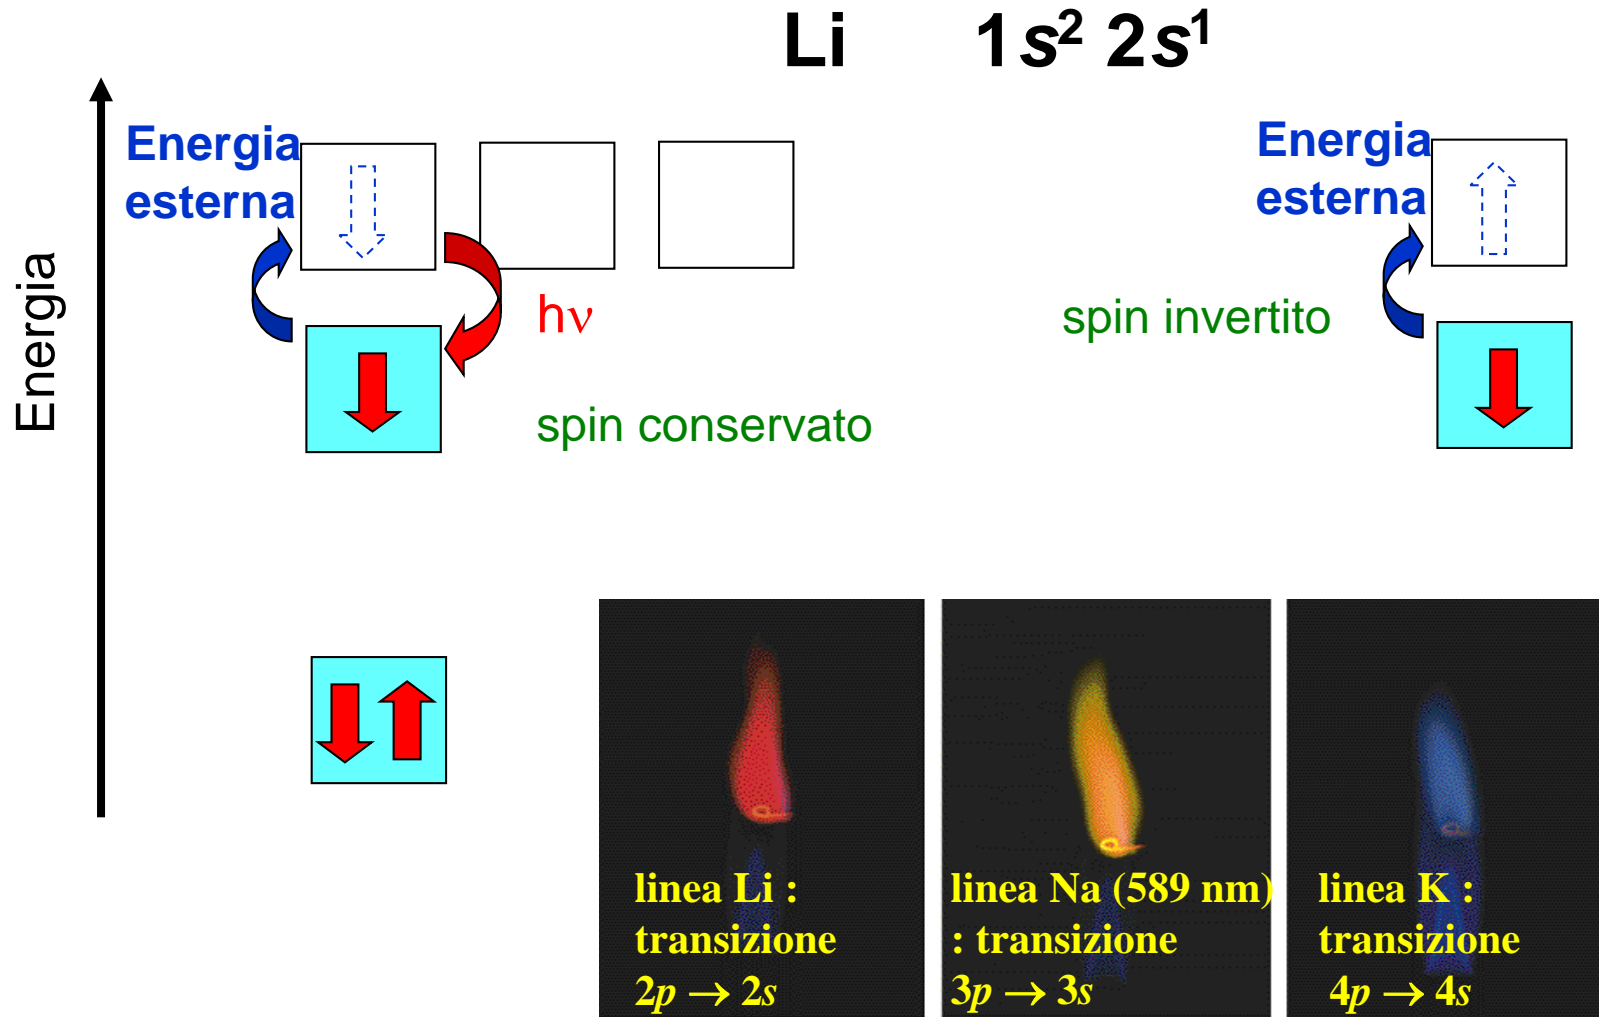 Li 1s² 2s¹
Energia
Energia
esterna
hν
spin conservato
Energia
esterna
spin invertito
linea Li :
transizione
2p → 2s
linea Na (589 nm)
: transizione
3p → 3s
linea K :
transizione
4p → 4s